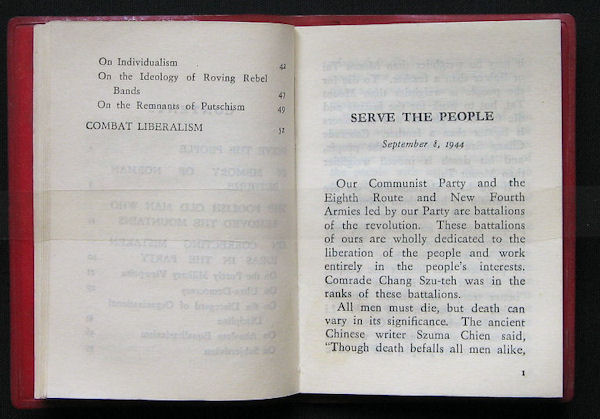 On Individualism 42
On the Ideology of Roving Rebel
Bands 47
On the Remnants of Putschism 49
COMBAT LIBERALISM 52
SERVE THE PEOPLE
September 8, 1944
Our Communist Party and the
Eighth Route and New Fourth
Armies led by our Party are battalions
of the revolution. These battalions
of ours are wholly dedicated to the
liberation of the people and work
entirely in the people's interests.
Comrade Chang Szu-teh was in the
ranks of these battalions.
All men must die, but death can
vary in its significance. The ancient
Chinese writer Szuma Chien said,
"Though death befalls all men alike,
1